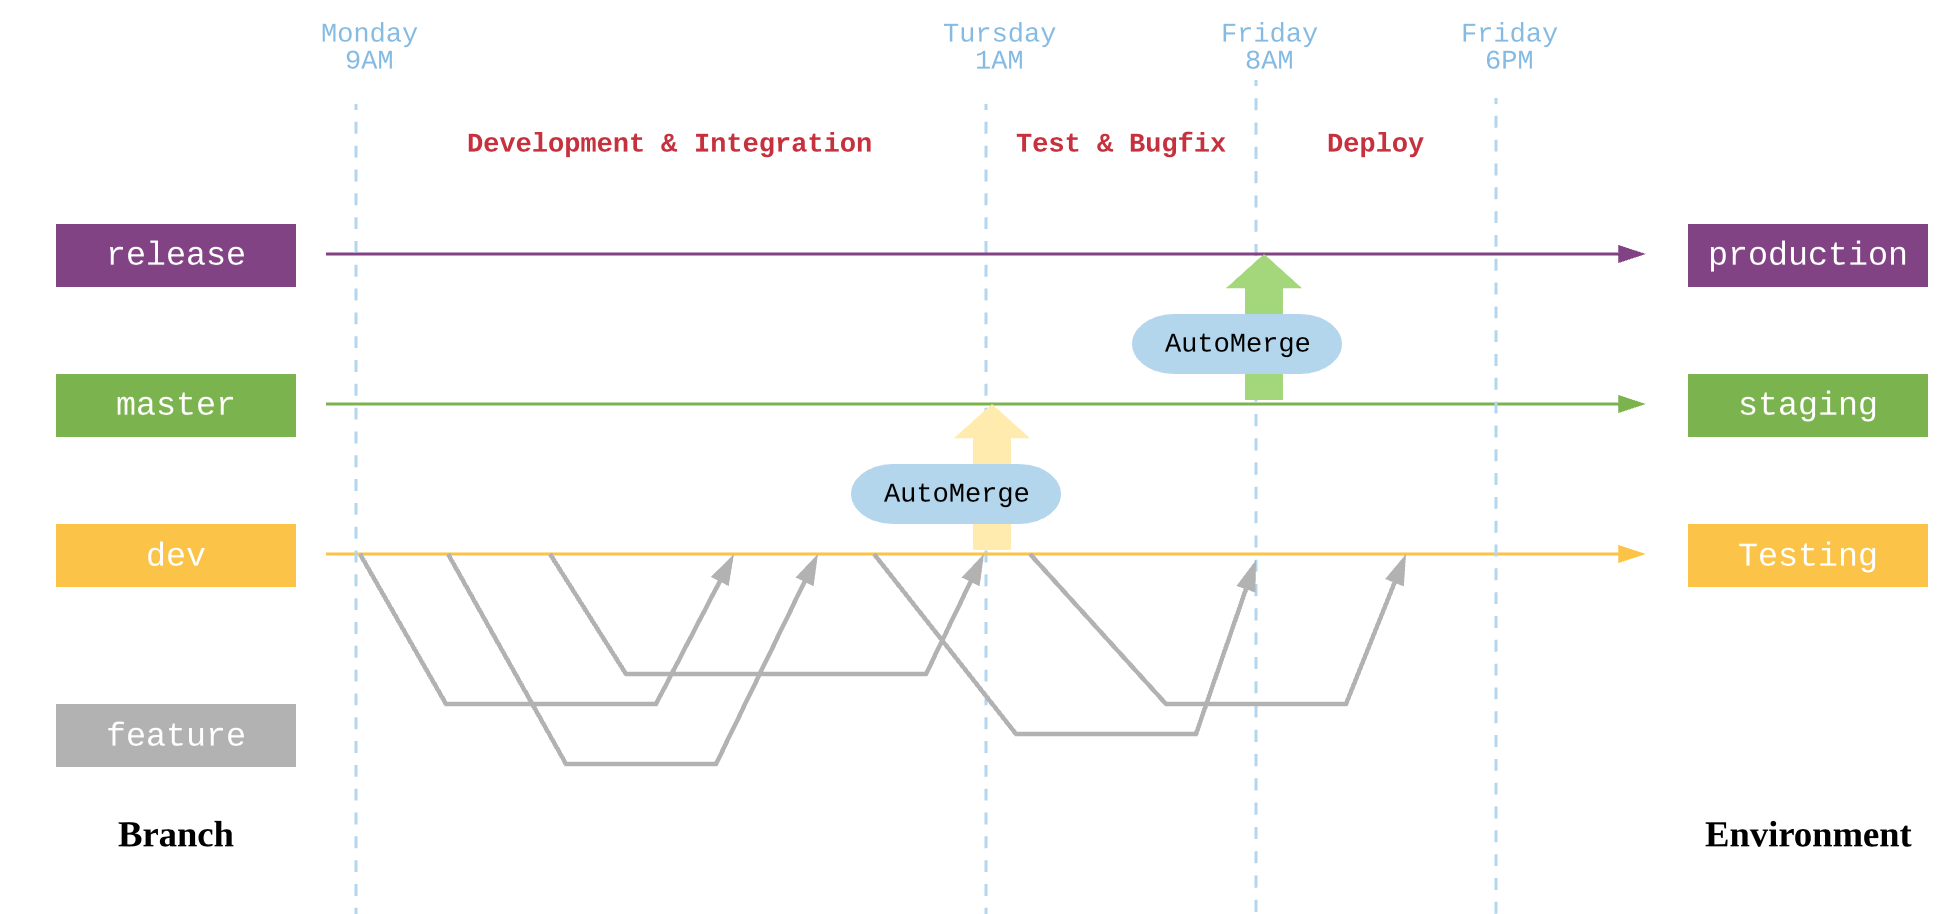 Monday
9AM
Tursday
1AM
Friday
8AM
Friday
6PM
Development & Integration
Test & Bugfix
Deploy
release
production
AutoMerge
master
staging
AutoMerge
dev
Testing
feature
Branch
Environment